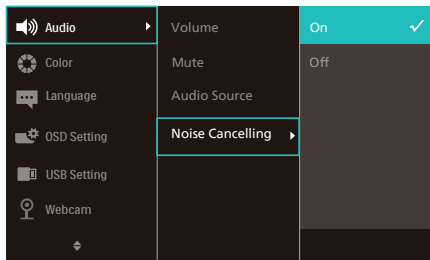 Audio
Color
Language
OSD Setting
USB Setting
Webcam
Volume
Mute
Audio Source
Noise Cancelling
On
Off